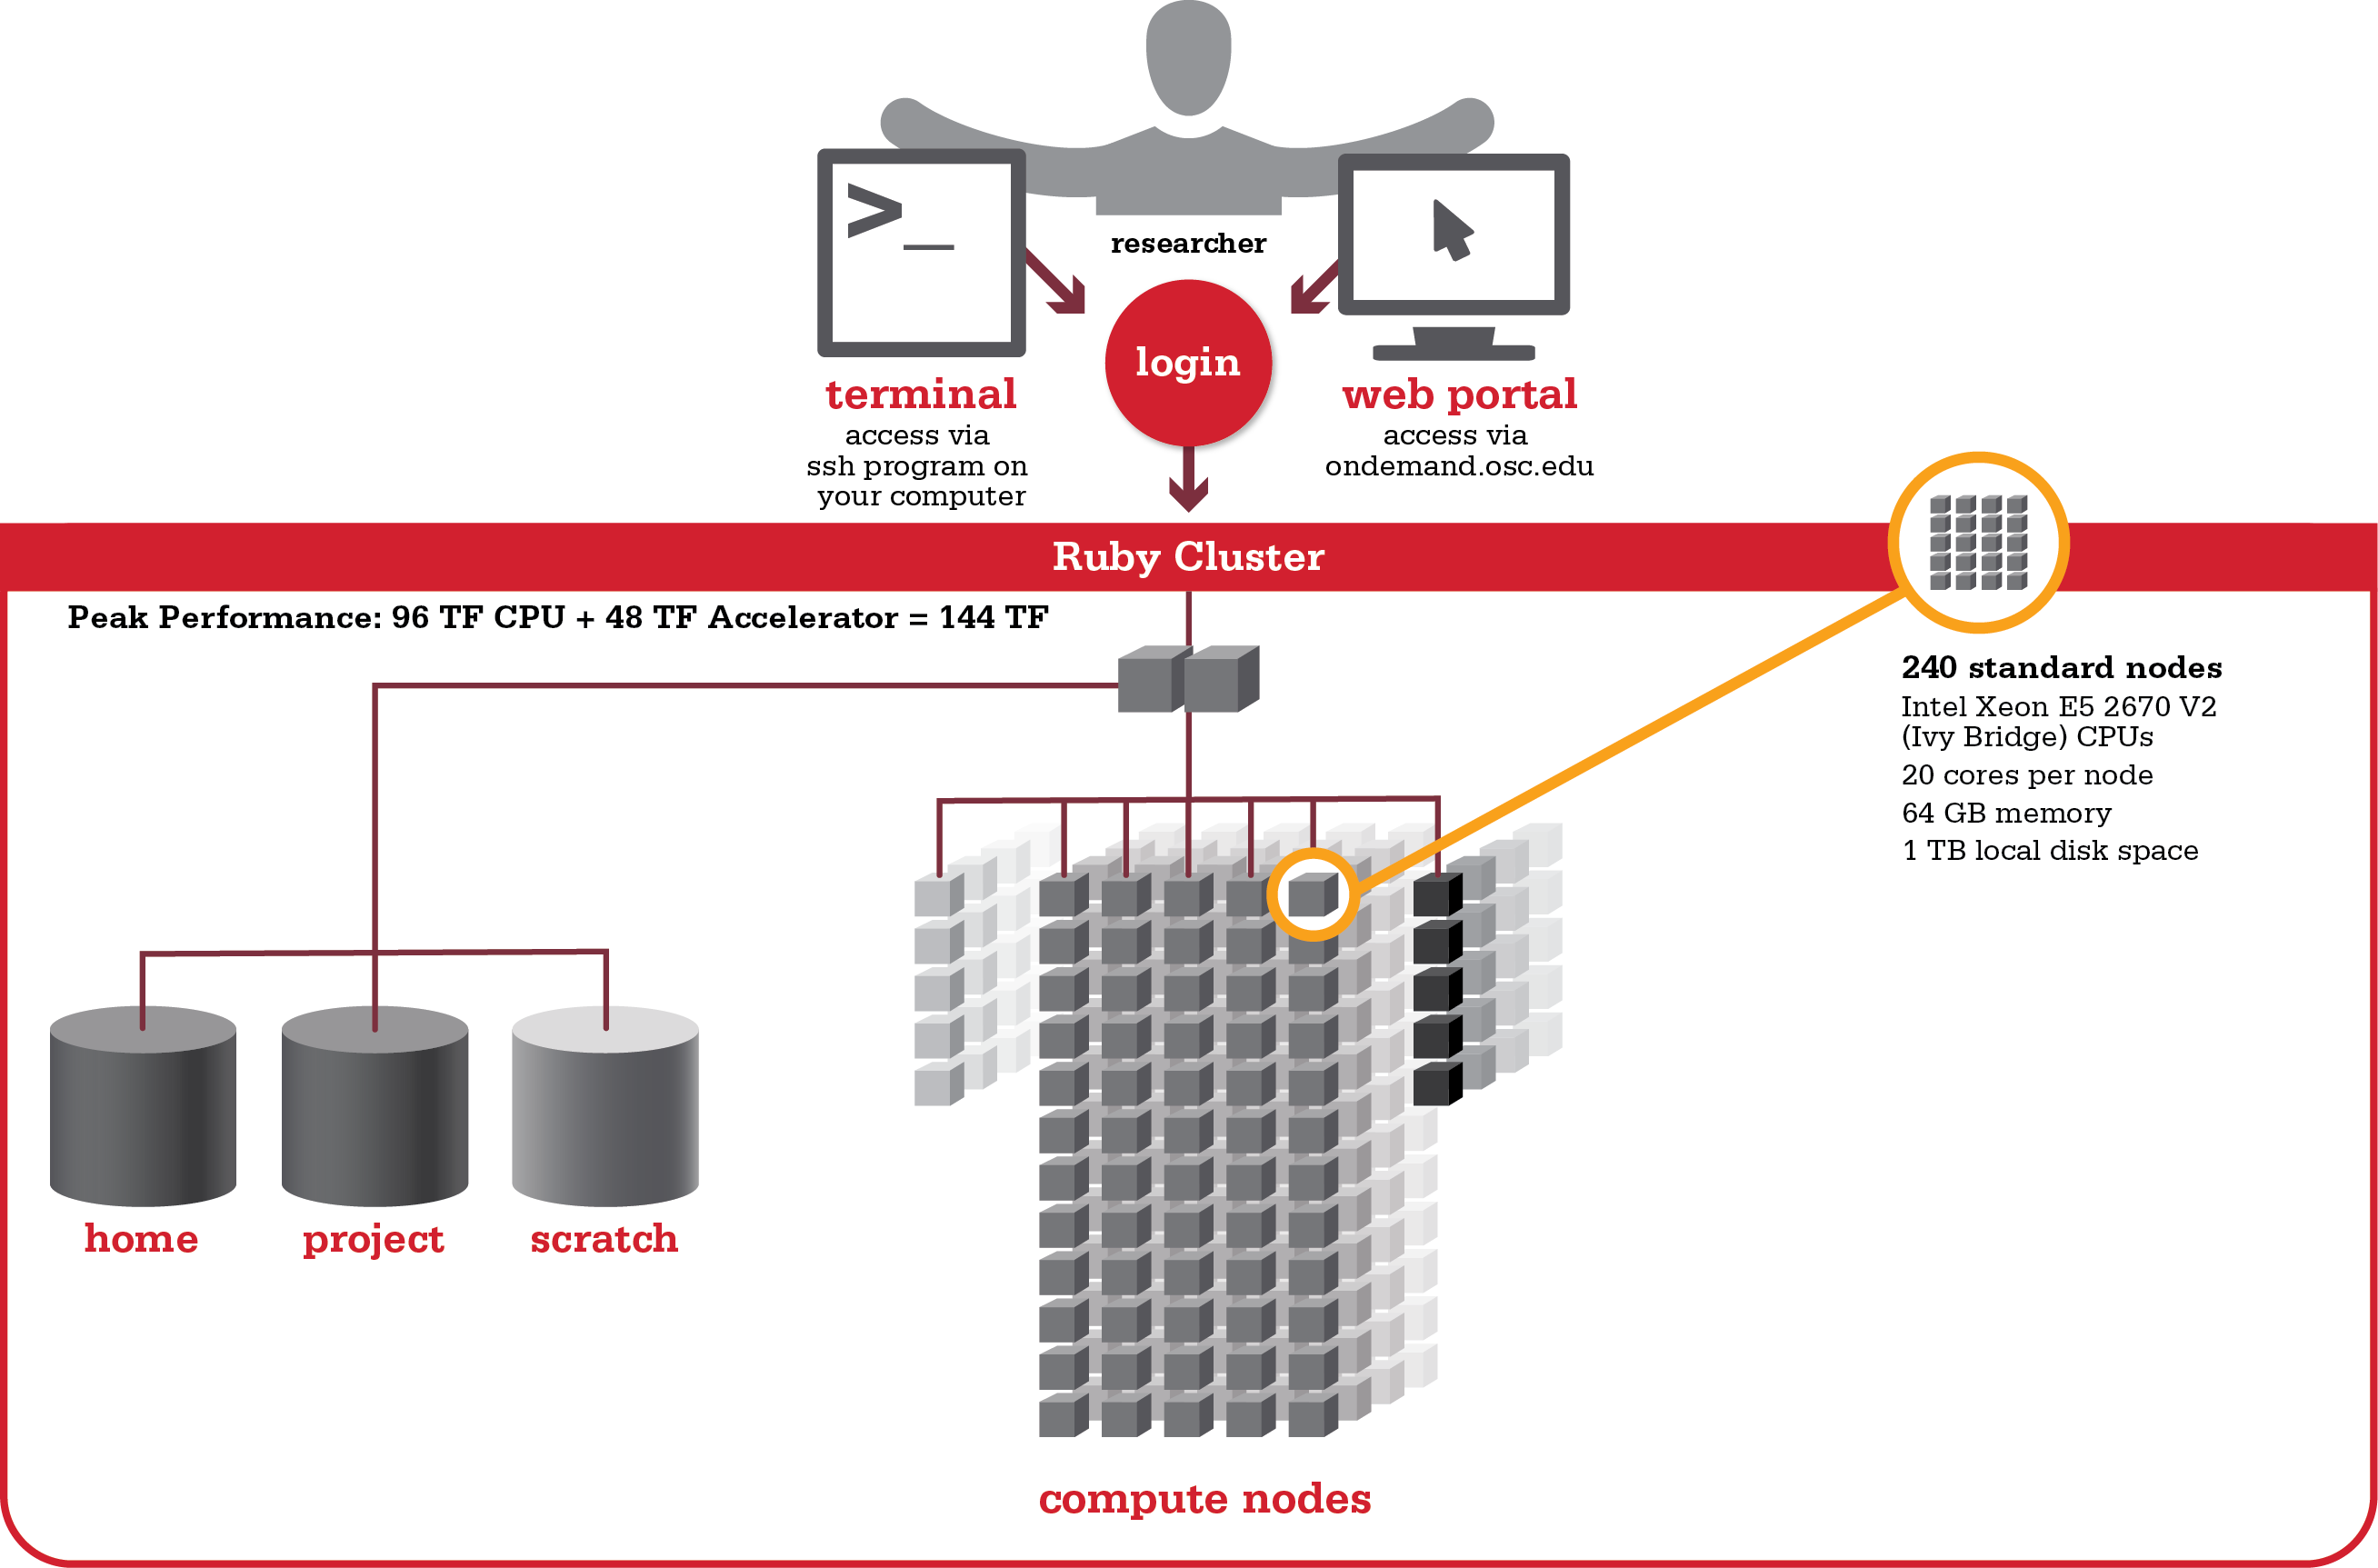 >_
researcher
login
terminal
access via
ssh program on
your computer
web portal
access via
ondemand.osc.edu
Ruby Cluster
Peak Performance: 96 TF CPU + 48 TF Accelerator = 144 TF
240 standard nodes
Intel Xeon E5 2670 V2
(Ivy Bridge) CPUs
20 cores per node
64 GB memory
1 TB local disk space
home
project
scratch
compute nodes